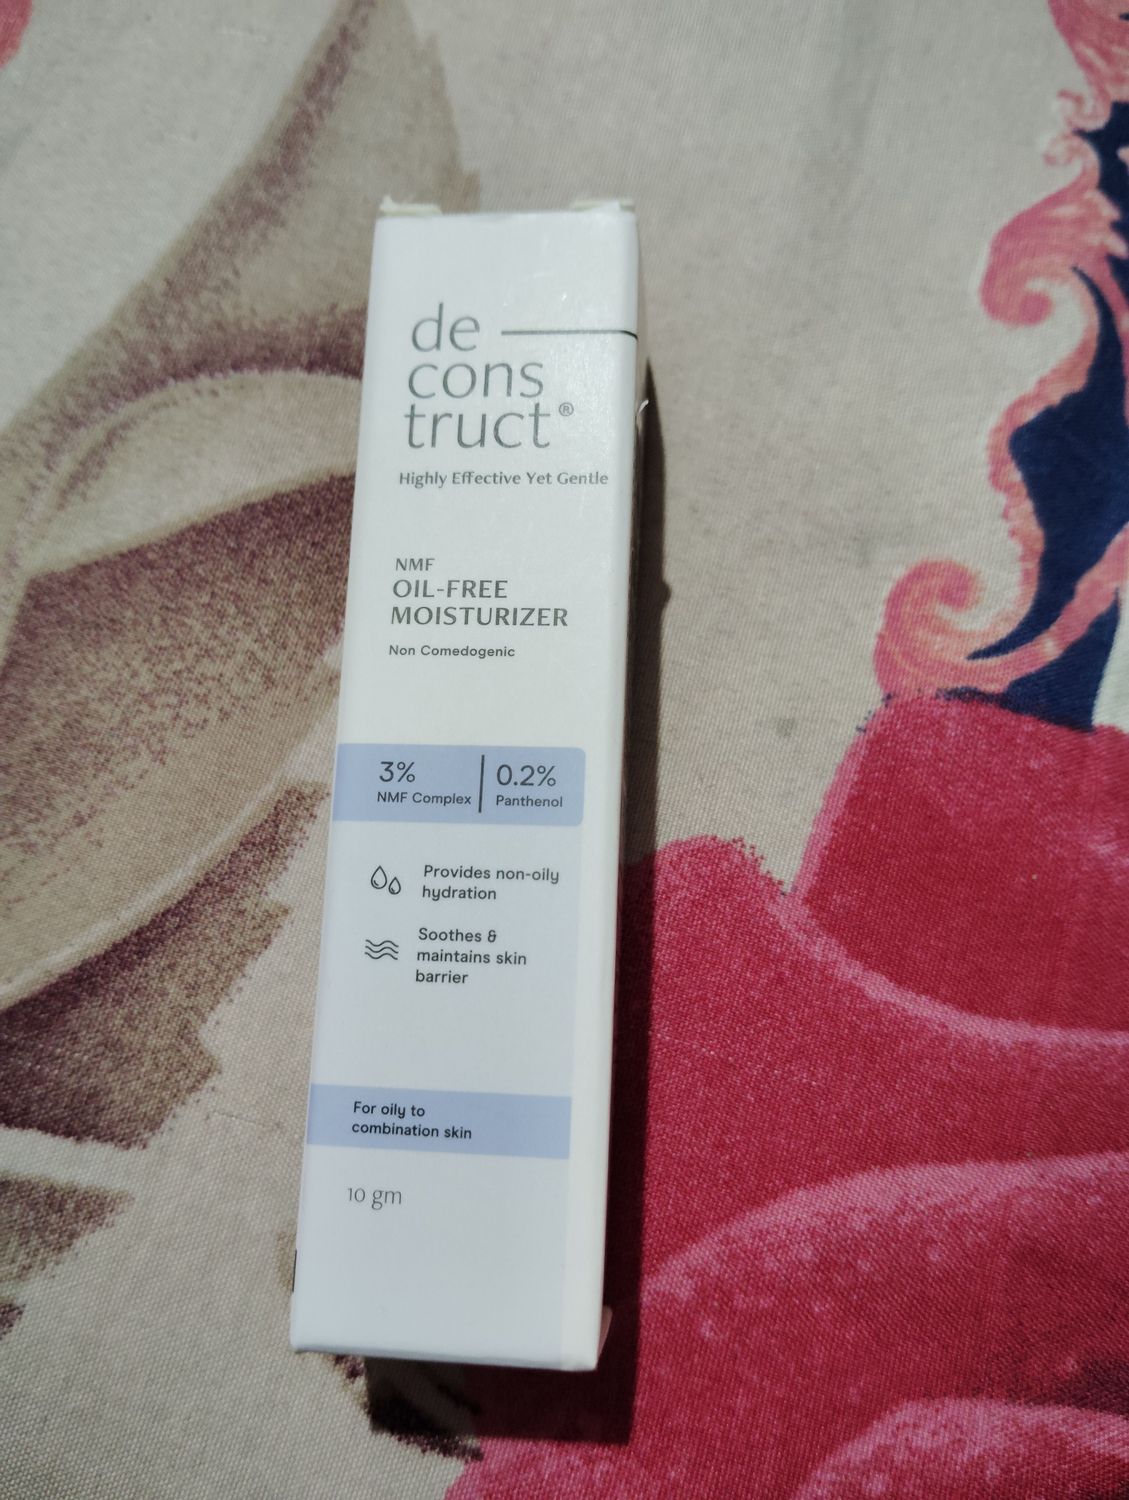 de
cons
truct®
Highly Effective Yet Gentle
NMF
OIL-FREE
MOISTURIZER
Non Comedogenic
3%
NMF Complex
0.2%
Panthenol
Provides non-oily
hydration
Soothes &
maintains skin
barrier
For oily to
combination skin
10 gm